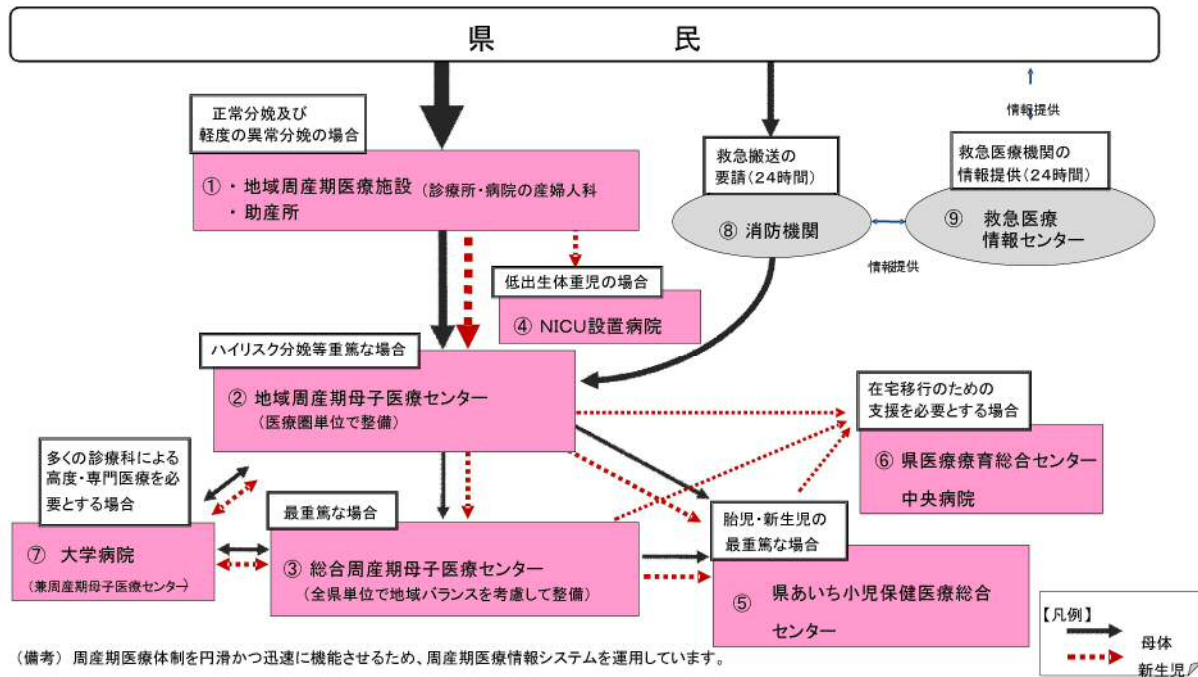 県　民
正常分娩及び
軽度の異常分娩の場合
① ・ 地域周産期医療施設 （診療所・病院の産婦人科
・ 助産所
救急搬送の
要請（24時間）
⑧ 消防機関
情報提供
救急医療機関の
情報提供（24時間）
⑨ 救急医療
情報センター
情報提供
低出生体重児の場合
④ NICU設置病院
ハイリスク分娩等重篤な場合
② 地域周産期母子医療センター
（医療圏単位で整備）
在宅移行のための
支援を必要とする場合
⑥ 県医療療育総合センター
中央病院
多くの診療科による
高度・専門医療を必
要とする場合
⑦ 大学病院
（兼周産期母子医療センター）
最重篤な場合
③ 総合周産期母子医療センター
（全県単位で地域バランスを考慮して整備）
胎児・新生児の
最重篤な場合
⑤ 県あいち小児保健医療総合
センター
【凡例】
母体
新生児
（備考） 周産期医療体制を円滑かつ迅速に機能させるため、周産期医療情報システムを運用しています。